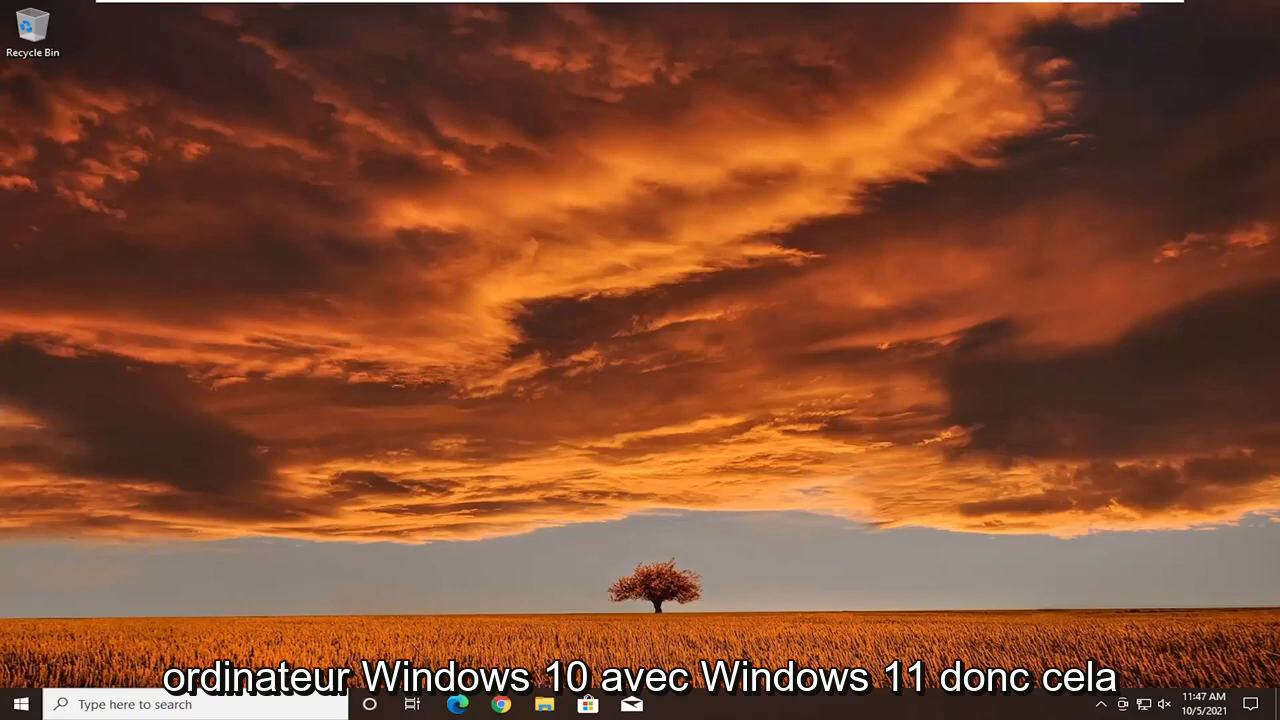 Recycle Bin
ordinateur Windows 10 avec Windows 11 donc cela
Type here to search
11:47 AM
10/5/2021